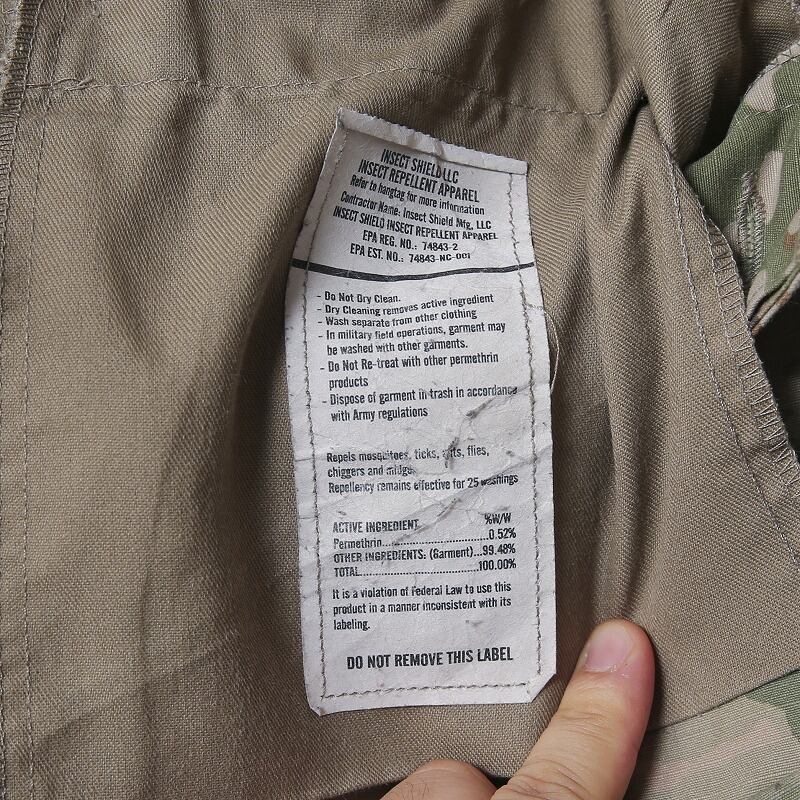 INSECT SHIELD LLC
INSECT REPELLENT APPAREL
Refer to hangtag for more information
Contractor Name: Insect Shield Mfg, LLC
INSECT SHIELD INSECT REPELLENT APPAREL
EPA REG. NO.: 74843-2
EPA EST. NO.: 74843-NC-001
- Do Not Dry Clean.
- Dry Cleaning removes active ingredient
- Wash separate from other clothing
- In military field operations, garment may
be washed with other garments.
- Do Not Re-treat with other permethrin
products
- Dispose of garment in trash in accordance
with Army regulations
Repels mosquitoes, ticks, ants, flies,
chiggers and midges.
Repellency remains effective for 25 washings
ACTIVE INGREDIENT %W/W
Permethrin...............................0.52%
OTHER INGREDIENTS: (Garment)...99.48%
TOTAL......................................100.00%
It is a violation of Federal Law to use this
product in a manner inconsistent with its
labeling.
DO NOT REMOVE THIS LABEL